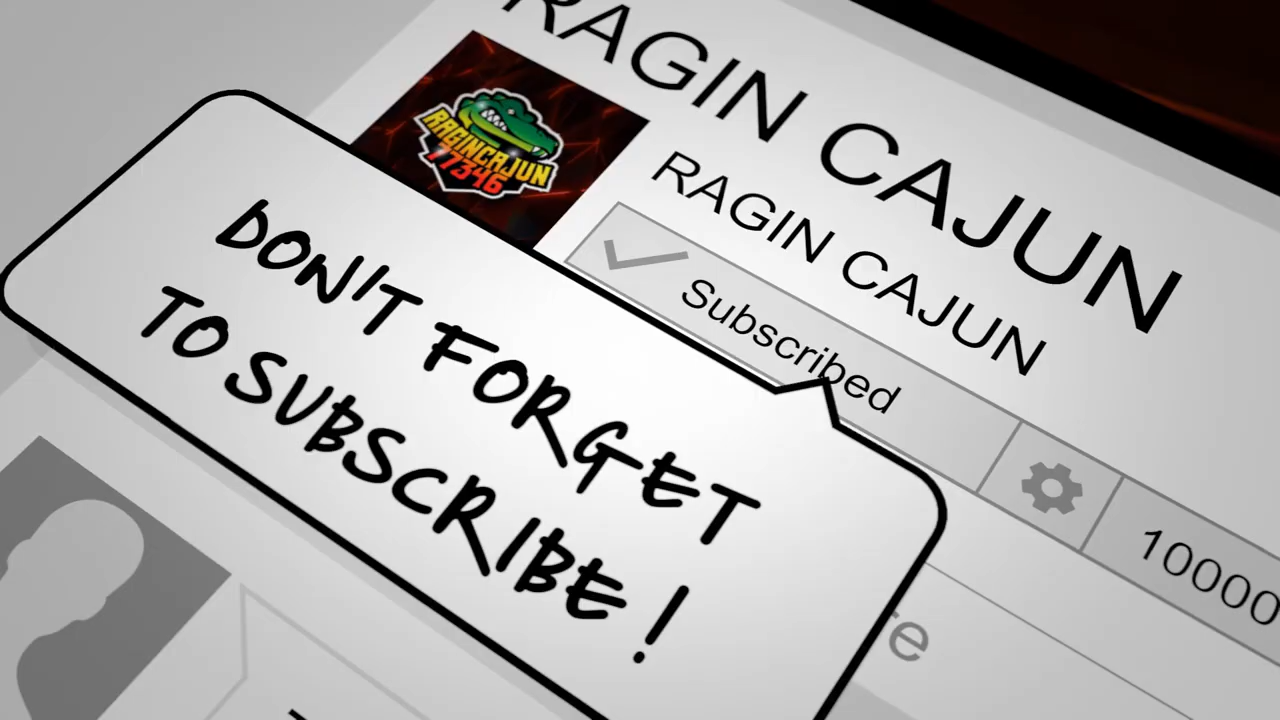 RAGIN CAJUN
RAGINCAJUN
77346
RAGIN CAJUN
Subscribed
10000
DON'T FORGET
TO SUBSCRIBE!